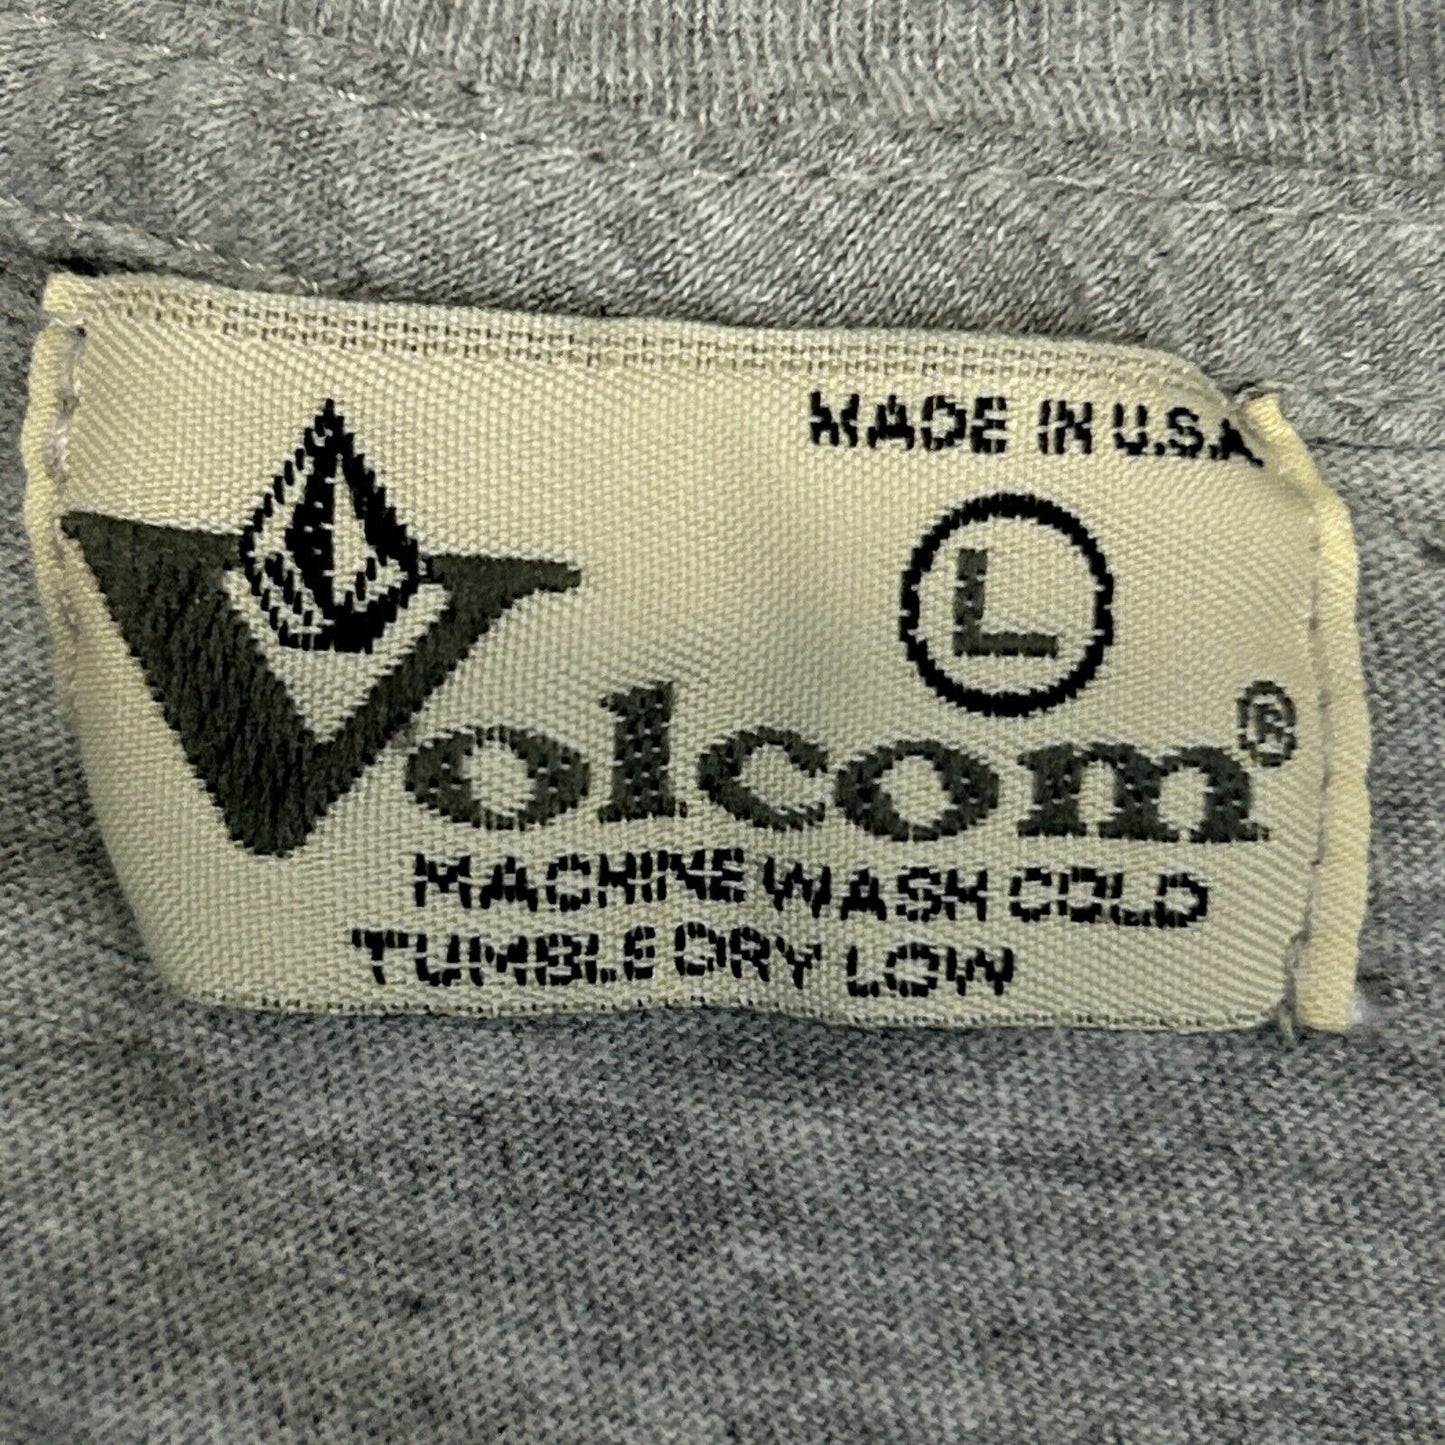 MADE IN U.S.A.
L
Volcom®
MACHINE WASH COLD
TUMBLE DRY LOW